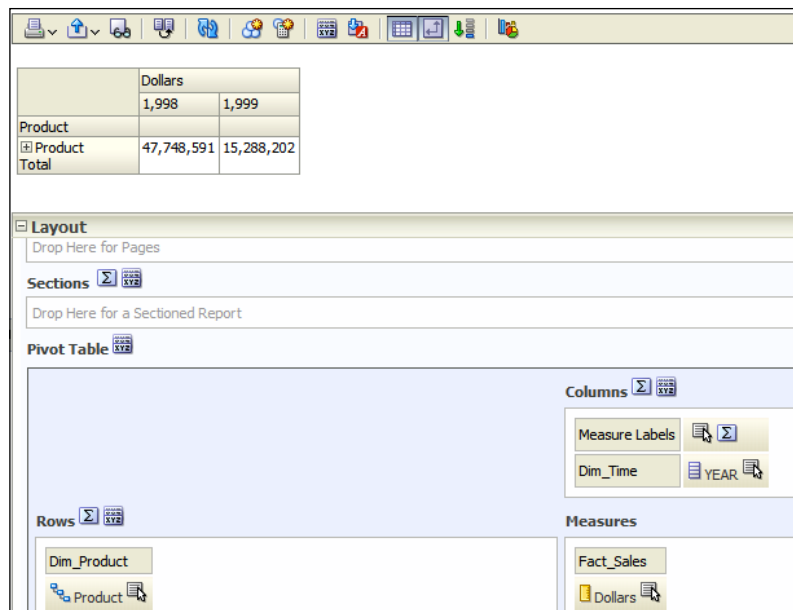 Dollars
1,998 1,999
Product
Product Total 47,748,591 15,288,202
Layout
Drop Here for Pages
Sections
Drop Here for a Sectioned Report
Pivot Table
Columns
Measure Labels
Dim_Time YEAR
Rows
Measures
Dim_Product
Fact_Sales
Product
Dollars